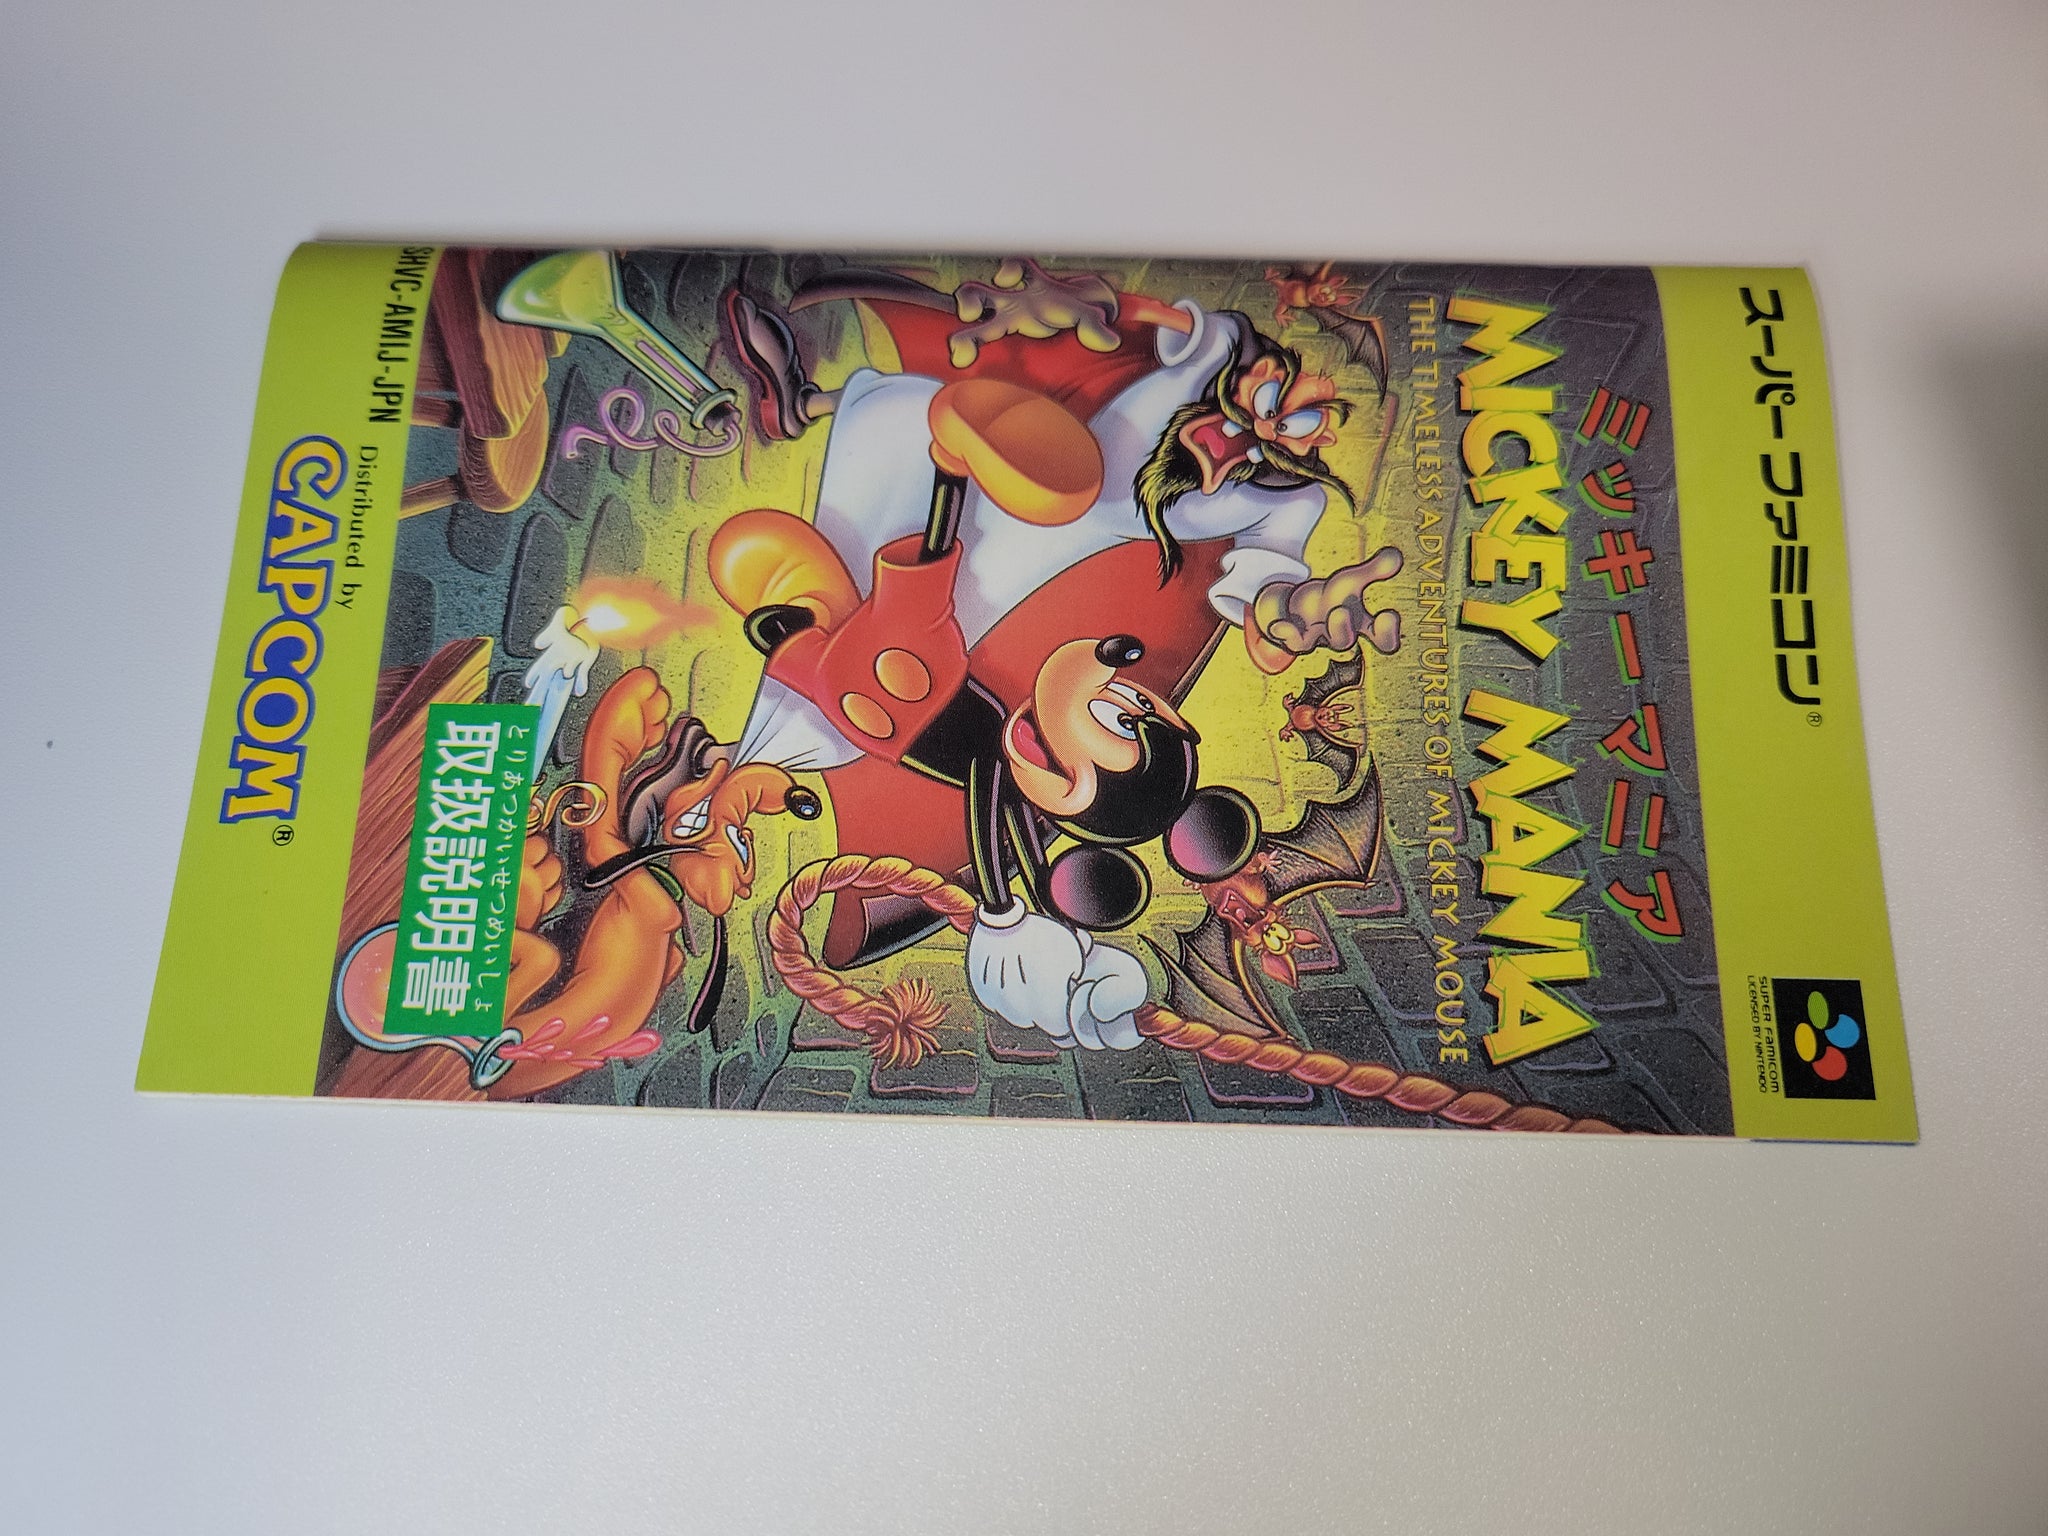 スーパーファミコン®
SUPER FAMICOM
LICENSED BY NINTENDO
ミッキーマニア
MICKEY MANIA
THE TIMELESS ADVENTURES OF MICKEY MOUSE
とりあつかいせつめいしょ
取扱説明書
SHVC-AMIJ-JPN
Distributed by
CAPCOM®